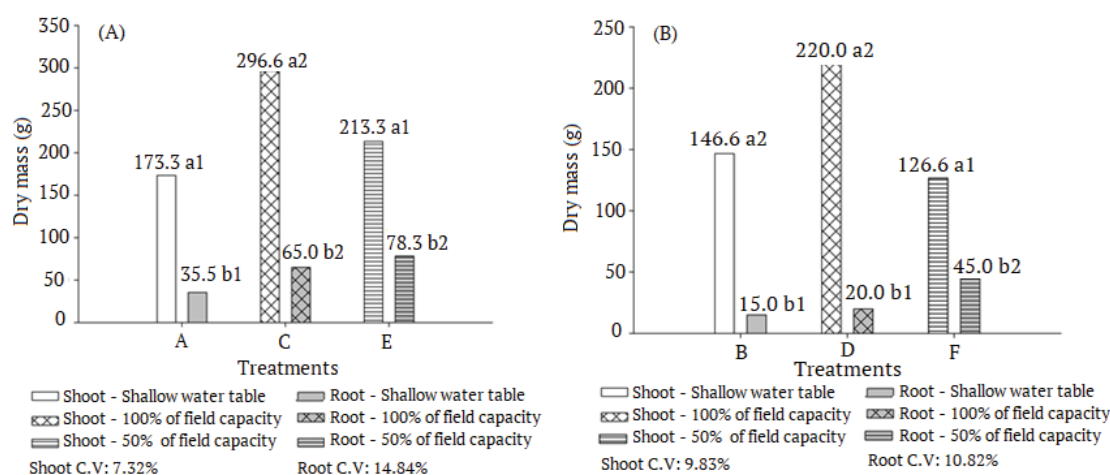 (A)
350
300
250
200
150
100
50
0
Dry mass (g)
173.3 a1
35.5 b1
296.6 a2
65.0 b2
213.3 a1
78.3 b2
A
C
E
Treatments
Shoot - Shallow water table
Root - Shallow water table
Shoot - 100% of field capacity
Root - 100% of field capacity
Shoot - 50% of field capacity
Root - 50% of field capacity
Shoot C.V: 7.32%
Root C.V: 14.84%
(B)
250
200
150
100
50
0
Dry mass (g)
146.6 a2
15.0 b1
220.0 a2
20.0 b1
126.6 a1
45.0 b2
B
D
F
Treatments
Shoot - Shallow water table
Root - Shallow water table
Shoot - 100% of field capacity
Root - 100% of field capacity
Shoot - 50% of field capacity
Root - 50% of field capacity
Shoot C.V: 9.83%
Root C.V: 10.82%